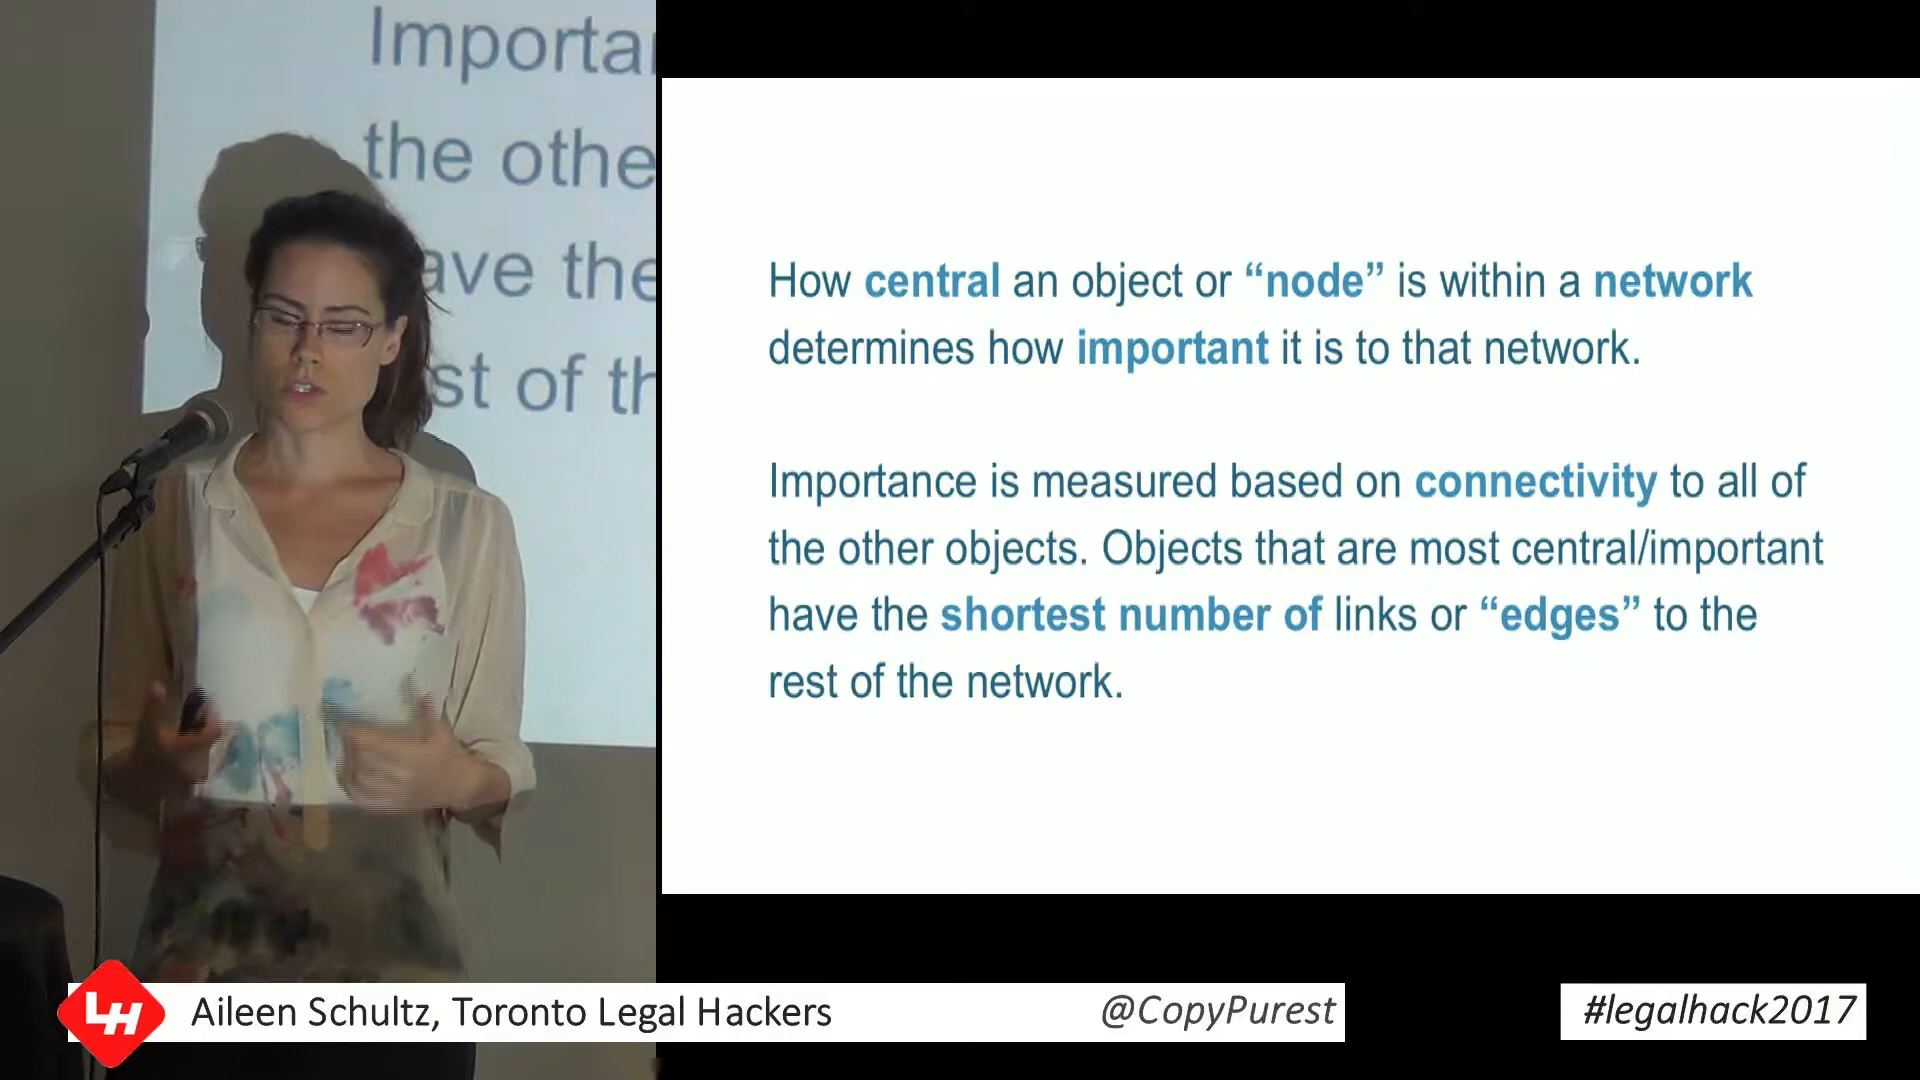 Importa
the othe
ave the
st of th
How central an object or “node” is within a network
determines how important it is to that network.
Importance is measured based on connectivity to all of
the other objects. Objects that are most central/important
have the shortest number of links or “edges” to the
rest of the network.
LH Aileen Schultz, Toronto Legal Hackers @CopyPurest #legalhack2017